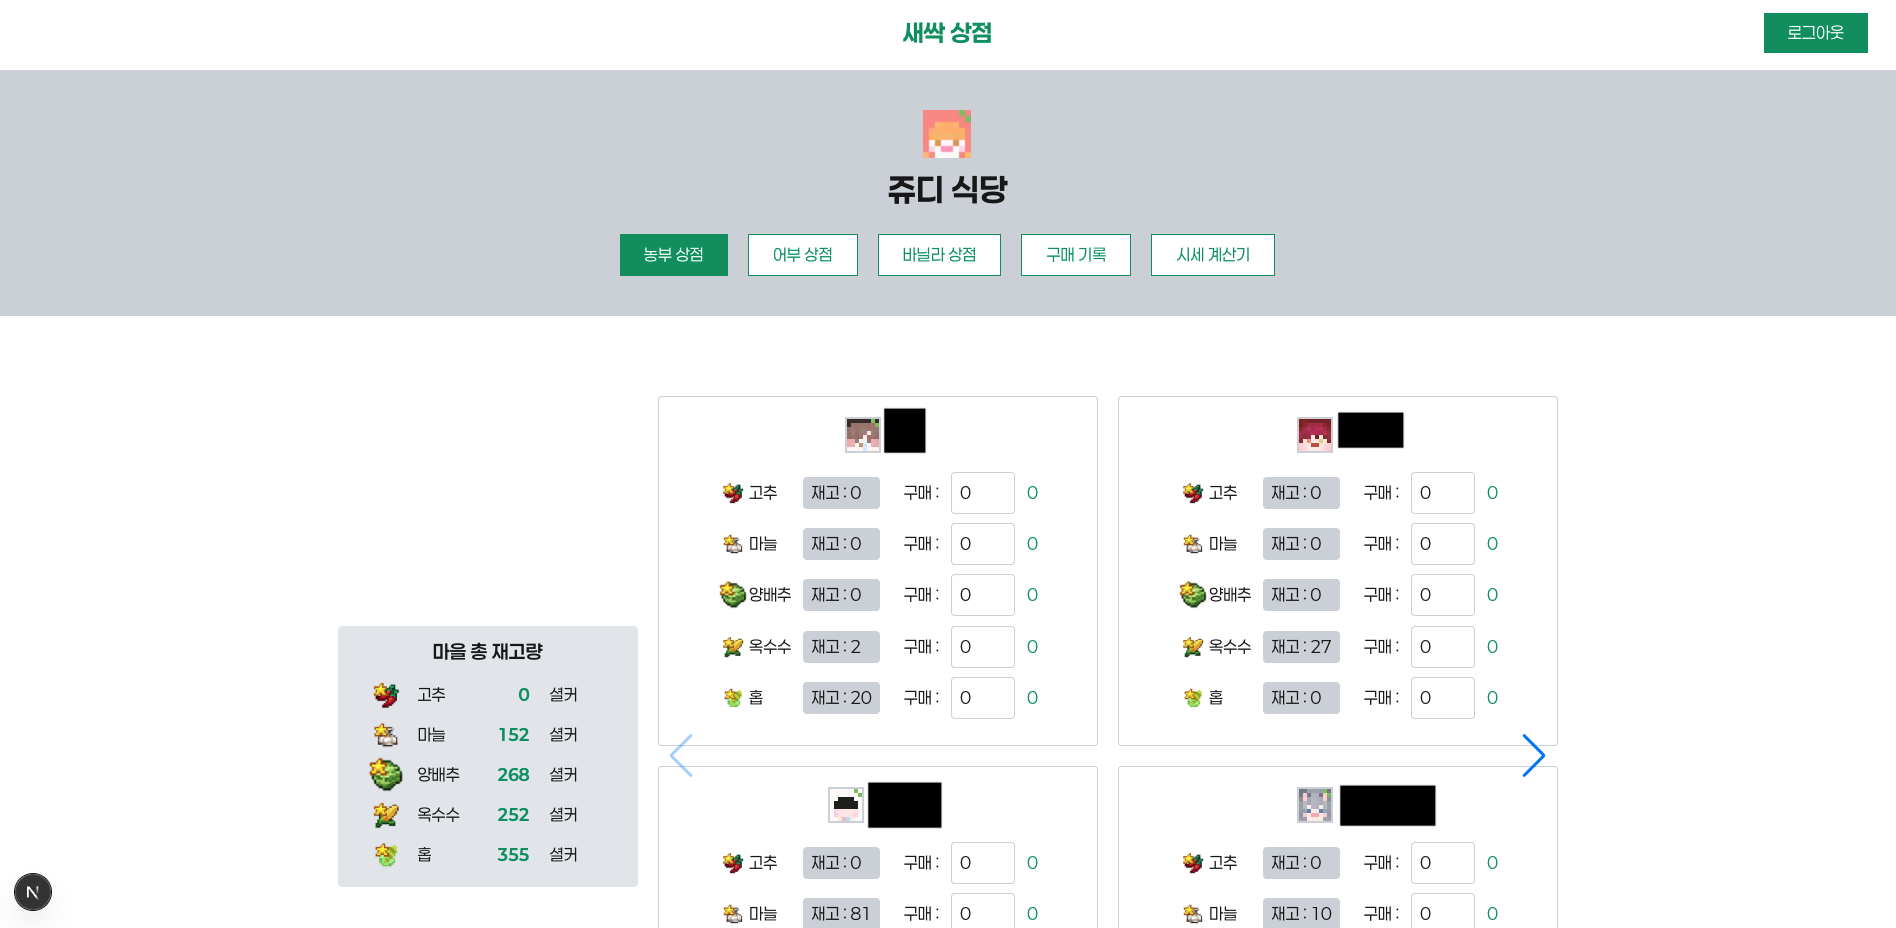 새싹 상점
로그아웃
쥬디 식당
농부 상점
어부 상점
바닐라 상점
구매 기록
시세 계산기
마을 총 재고량
고추 0 셜커
마늘 152 셜커
양배추 268 셜커
옥수수 252 셜커
홉 355 셜커
고추 재고 : 0 구매 : 0 0
마늘 재고 : 0 구매 : 0 0
양배추 재고 : 0 구매 : 0 0
옥수수 재고 : 2 구매 : 0 0
홉 재고 : 20 구매 : 0 0
고추 재고 : 0 구매 : 0 0
마늘 재고 : 0 구매 : 0 0
양배추 재고 : 0 구매 : 0 0
옥수수 재고 : 27 구매 : 0 0
홉 재고 : 0 구매 : 0 0
고추 재고 : 0 구매 : 0 0
마늘 재고 : 81 구매 : 0 0
고추 재고 : 0 구매 : 0 0
마늘 재고 : 10 구매 : 0 0
N